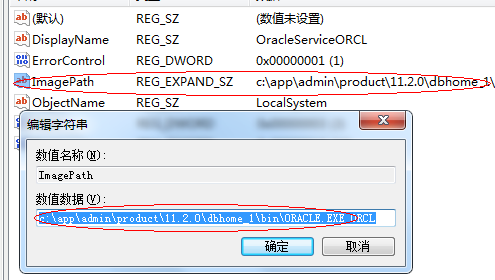 (默认) REG_SZ (数值未设置)
DisplayName REG_SZ OracleServiceORCL
ErrorControl REG_DWORD 0x00000001 (1)
ImagePath REG_EXPAND_SZ c:\app\admin\product\11.2.0\dbhome_1\
ObjectName REG_SZ LocalSystem
编辑字符串
数值名称(N):
ImagePath
数值数据(V):
c:\app\admin\product\11.2.0\dbhome_1\bin\ORACLE.EXE ORCL
确定 取消